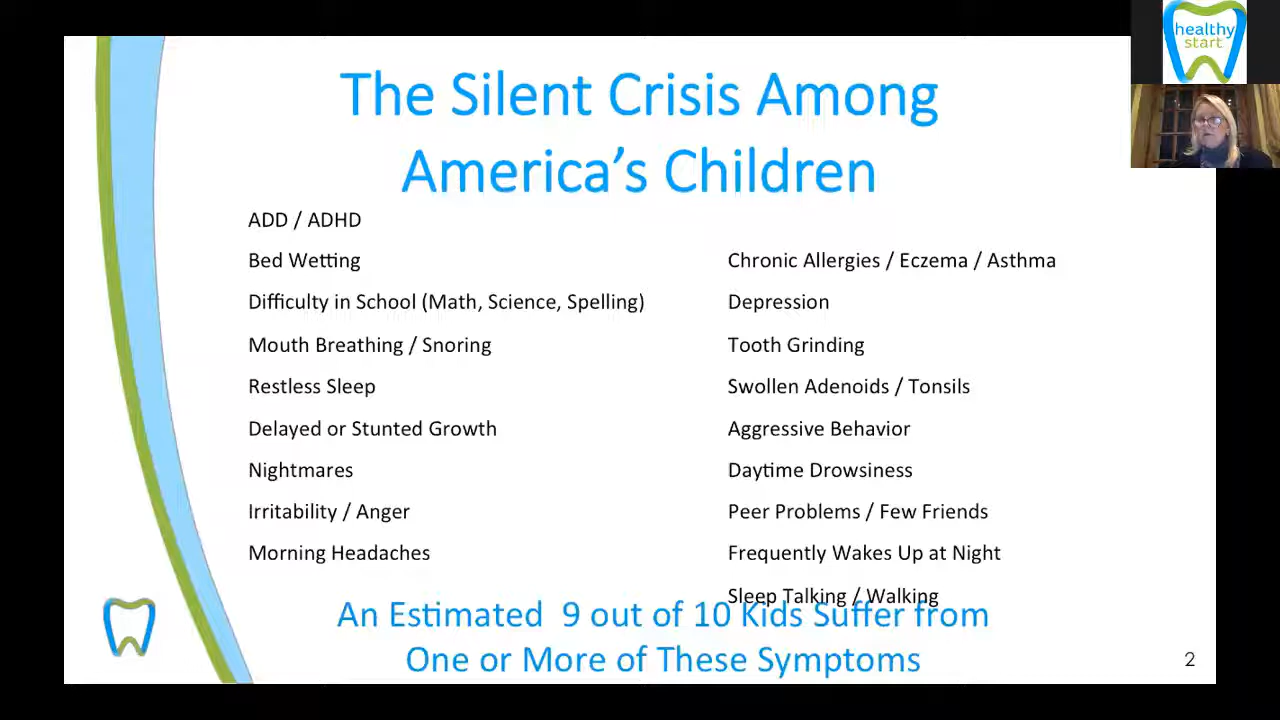 healthy
start
The Silent Crisis Among
America's Children
ADD / ADHD
Bed Wetting
Difficulty in School (Math, Science, Spelling)
Mouth Breathing / Snoring
Restless Sleep
Delayed or Stunted Growth
Nightmares
Irritability / Anger
Morning Headaches
Chronic Allergies / Eczema / Asthma
Depression
Tooth Grinding
Swollen Adenoids / Tonsils
Aggressive Behavior
Daytime Drowsiness
Peer Problems / Few Friends
Frequently Wakes Up at Night
Sleep Talking / Walking
An Estimated 9 out of 10 Kids Suffer from
One or More of These Symptoms
2